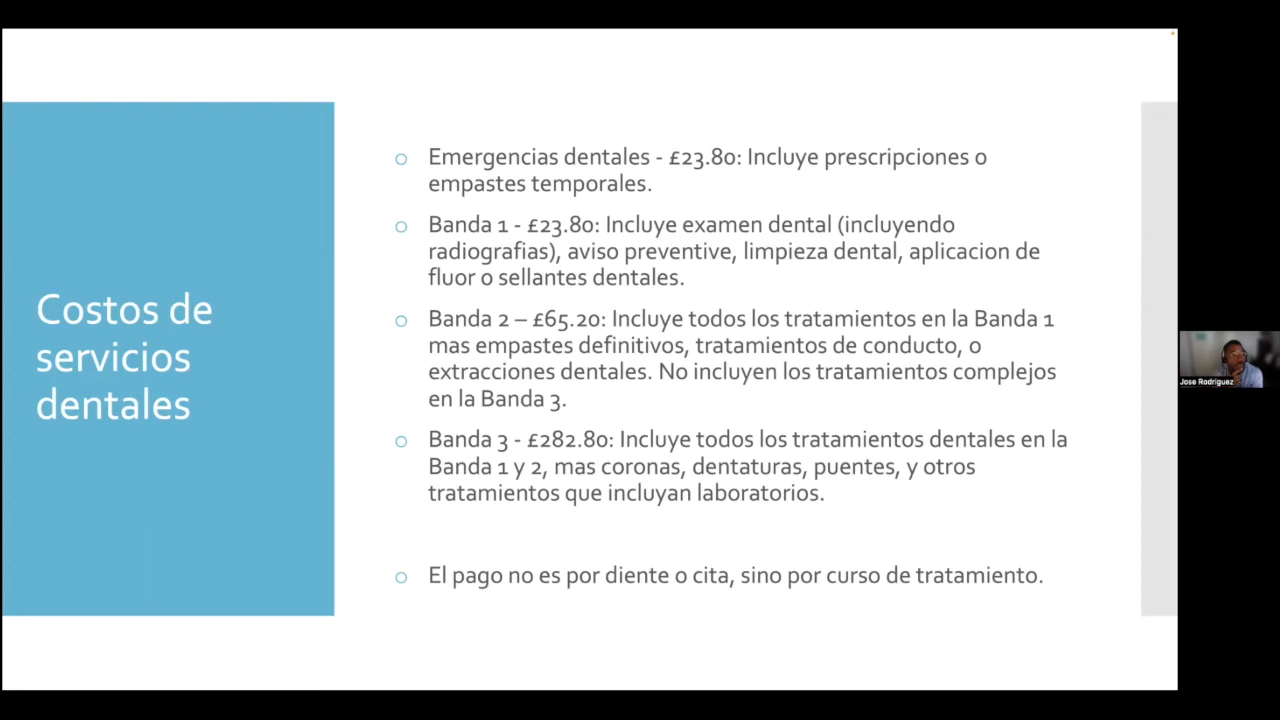 Costos de
servicios
dentales
Emergencias dentales - £23.80: Incluye prescripciones o
empastes temporales.
Banda 1 - £23.80: Incluye examen dental (incluyendo
radiografias), aviso preventive, limpieza dental, aplicacion de
fluor o sellantes dentales.
Banda 2 – £65.20: Incluye todos los tratamientos en la Banda 1
mas empastes definitivos, tratamientos de conducto, o
extracciones dentales. No incluyen los tratamientos complejos
en la Banda 3.
Banda 3 - £282.80: Incluye todos los tratamientos dentales en la
Banda 1 y 2, mas coronas, dentaturas, puentes, y otros
tratamientos que incluyan laboratorios.
El pago no es por diente o cita, sino por curso de tratamiento.
Jose Rodriguez